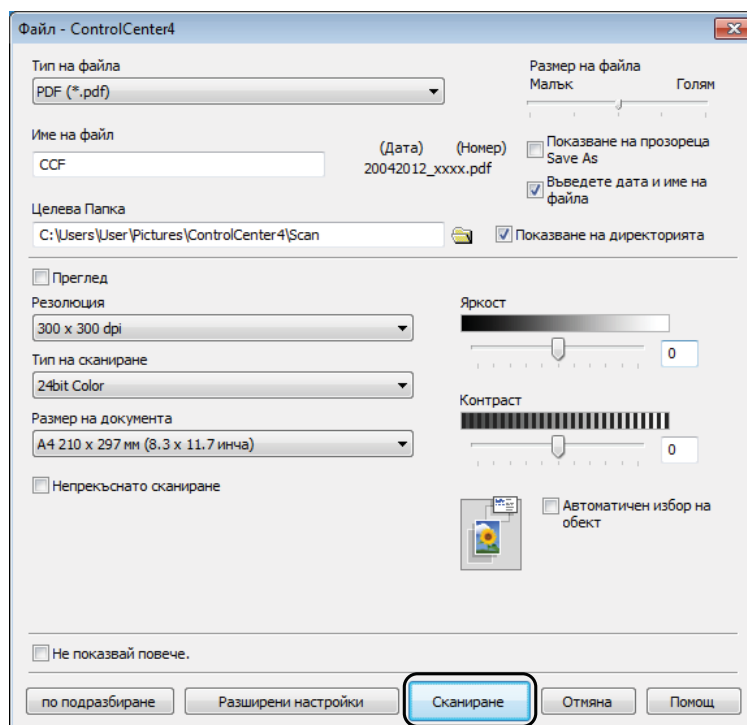 Файл - ControlCenter4
Тип на файла
PDF (*.pdf)
Размер на файла
Малък Голям
Име на файл
CCF
(Дата) (Номер)
20042012_xxxx.pdf
Показване на прозореца
Save As
Въведете дата и име на
файла
Целева Папка
C:\Users\User\Pictures\ControlCenter4\Scan
Показване на директорията
Преглед
Резолюция
300 x 300 dpi
Тип на сканиране
24bit Color
Размер на документа
A4 210 x 297 мм (8.3 x 11.7 инча)
Непрекъснато сканиране
Яркост
0
Контраст
0
Автоматичен избор на
обект
Не показвай повече.
по подразбиране Разширени настройки Сканиране Отмяна Помощ